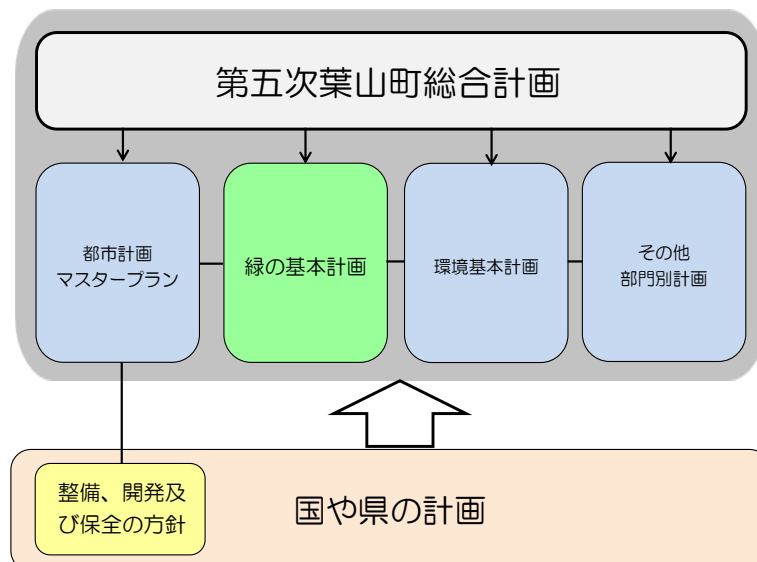 第五次葉山町総合計画
都市計画
マスタープラン
緑の基本計画
環境基本計画
その他
部門別計画
整備、開発及
び保全の方針
国や県の計画